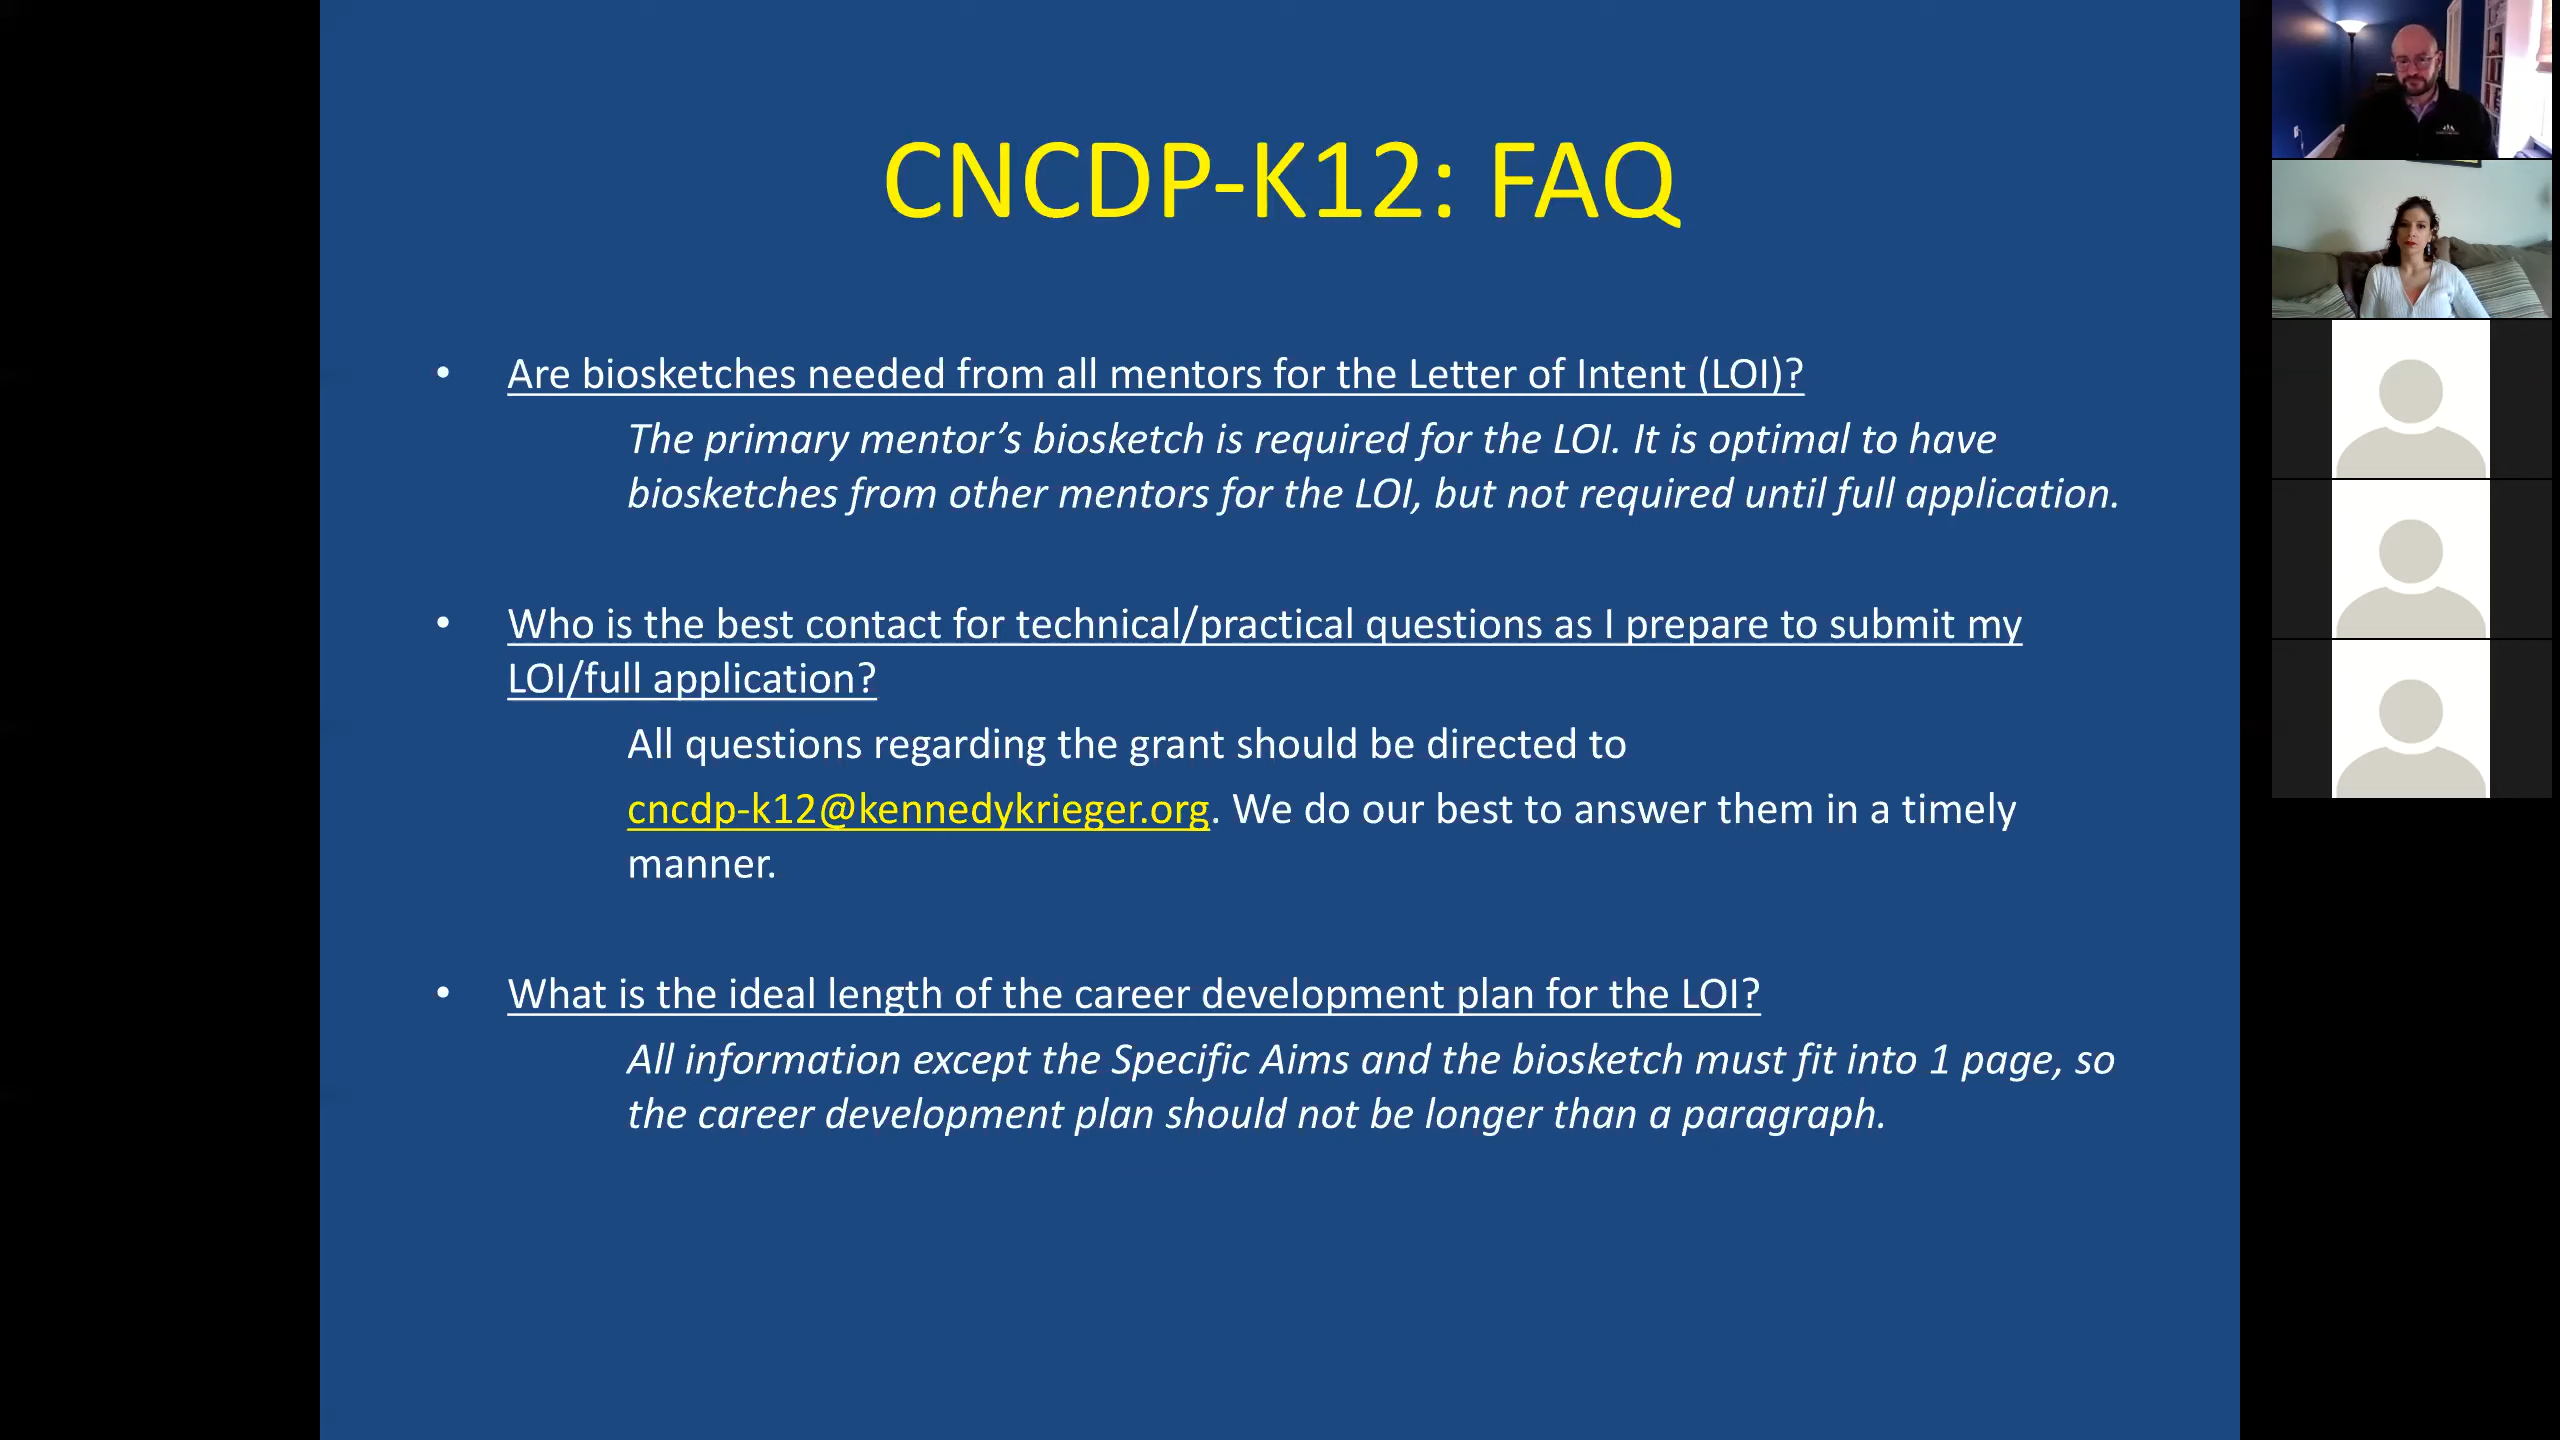 CNCDP-K12: FAQ
• Are biosketches needed from all mentors for the Letter of Intent (LOI)?
The primary mentor’s biosketch is required for the LOI. It is optimal to have
biosketches from other mentors for the LOI, but not required until full application.
• Who is the best contact for technical/practical questions as I prepare to submit my
LOI/full application?
All questions regarding the grant should be directed to
cncdp-k12@kennedykrieger.org. We do our best to answer them in a timely
manner.
• What is the ideal length of the career development plan for the LOI?
All information except the Specific Aims and the biosketch must fit into 1 page, so
the career development plan should not be longer than a paragraph.